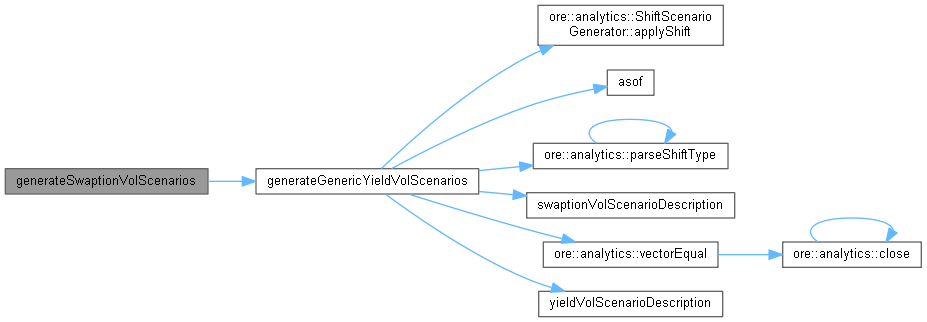 generateSwaptionVolScenarios
generateGenericYieldVolScenarios
ore::analytics::ShiftScenario
Generator::applyShift
asof
ore::analytics::parseShiftType
swaptionVolScenarioDescription
ore::analytics::vectorEqual
ore::analytics::close
yieldVolScenarioDescription